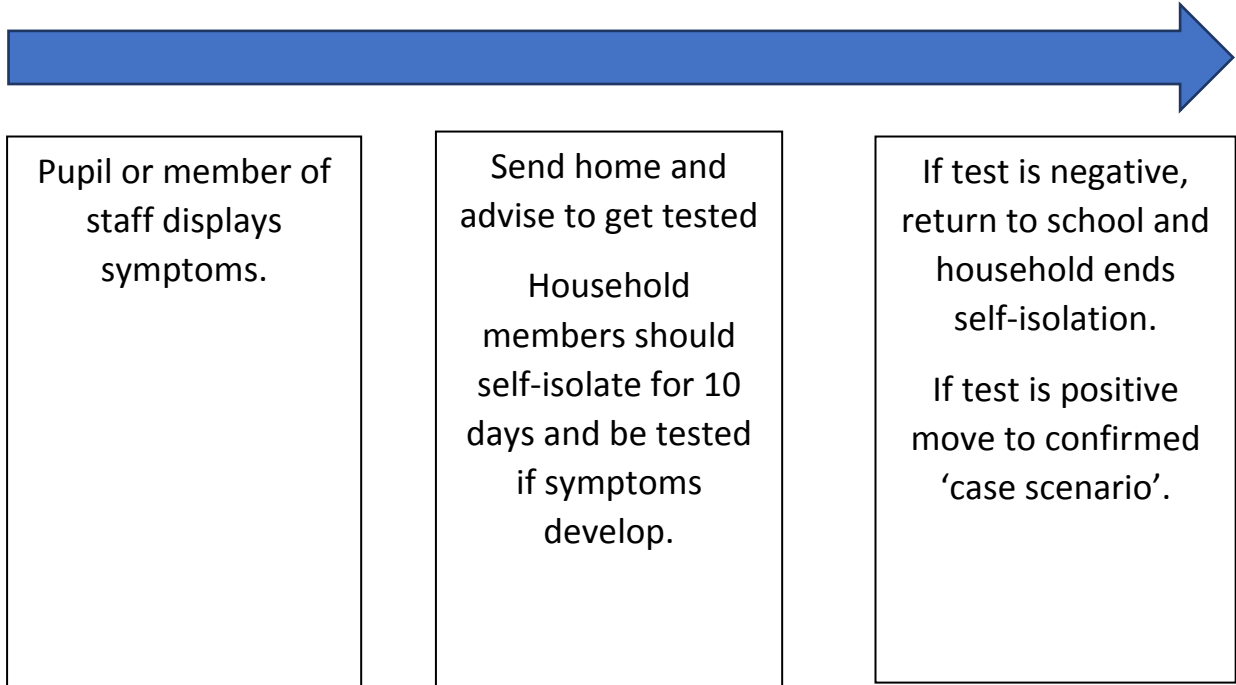 Pupil or member of
staff displays
symptoms.
Send home and
advise to get tested
Household
members should
self-isolate for 10
days and be tested
if symptoms
develop.
If test is negative,
return to school and
household ends
self-isolation.
If test is positive
move to confirmed
‘case scenario’.